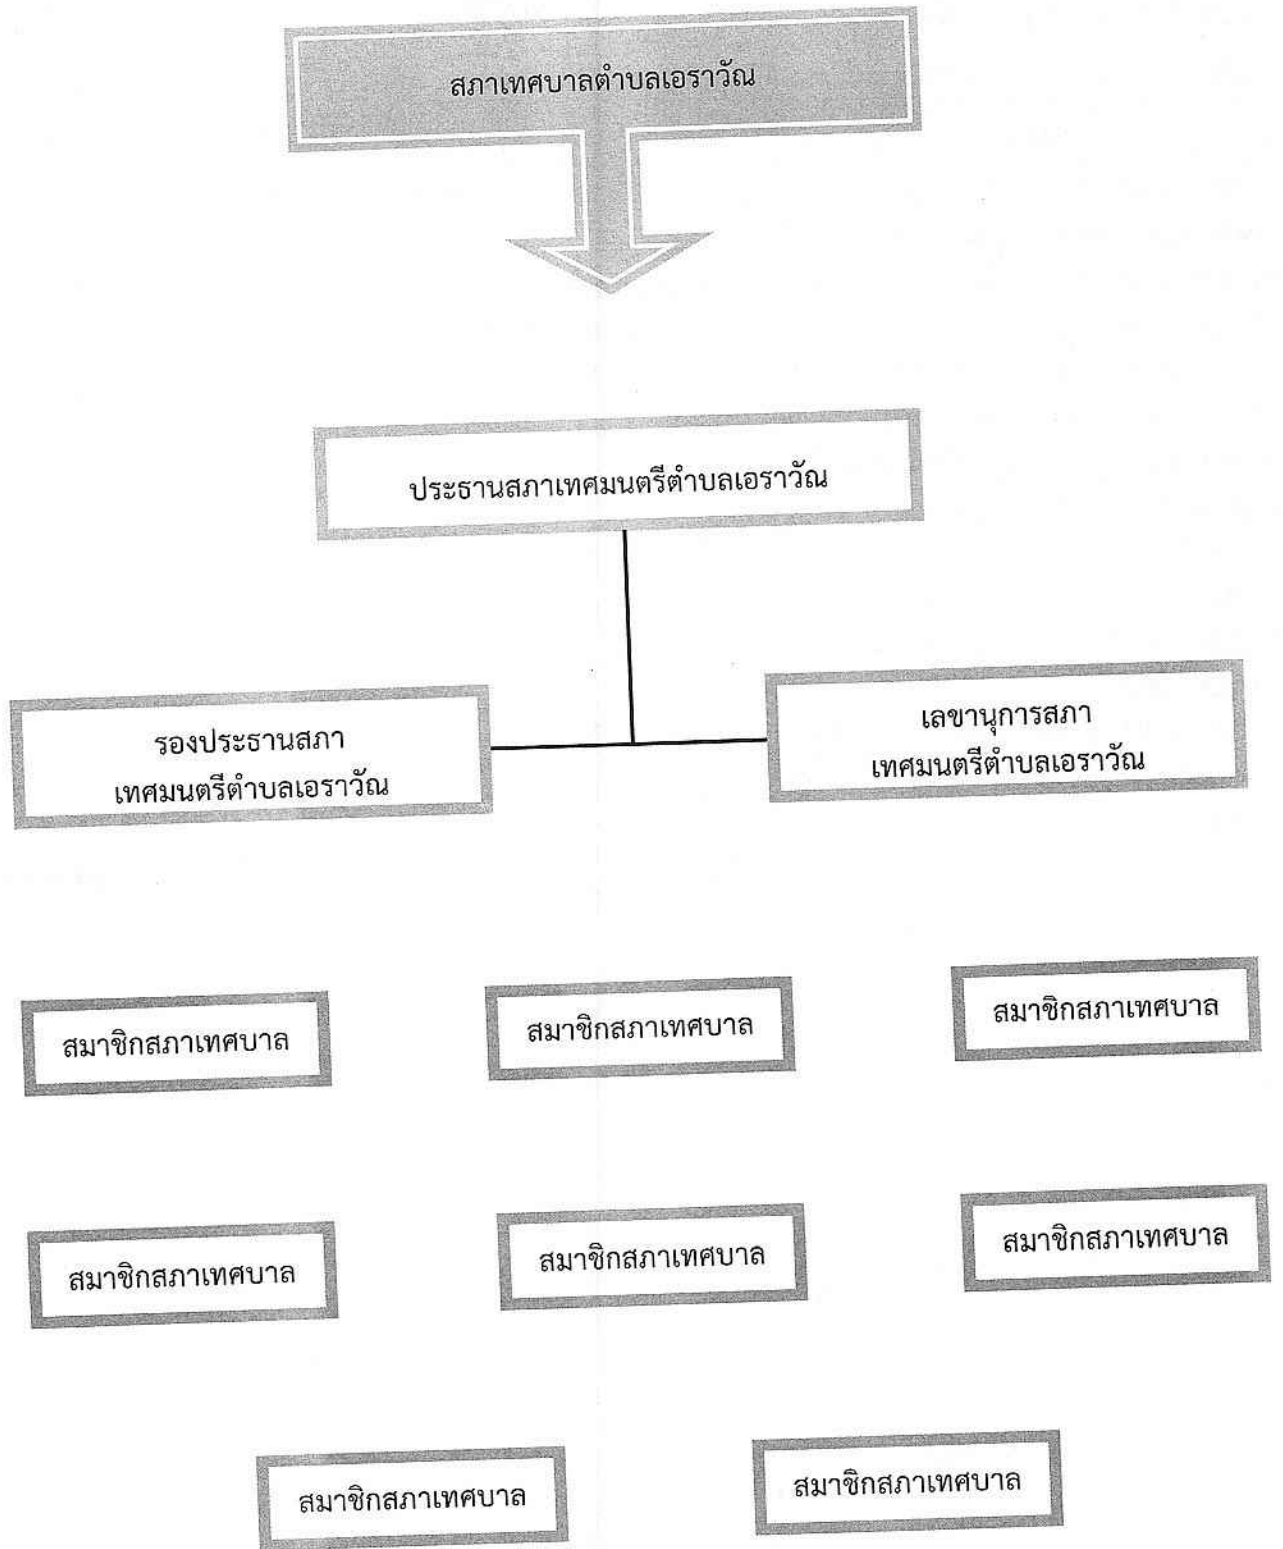 สภาเทศบาลตำบลเอราวัณ
ประธานสภาเทศมนตรีตำบลเอราวัณ
รองประธานสภา
เทศมนตรีตำบลเอราวัณ
เลขานุการสภา
เทศมนตรีตำบลเอราวัณ
สมาชิกสภาเทศบาล
สมาชิกสภาเทศบาล
สมาชิกสภาเทศบาล
สมาชิกสภาเทศบาล
สมาชิกสภาเทศบาล
สมาชิกสภาเทศบาล
สมาชิกสภาเทศบาล
สมาชิกสภาเทศบาล